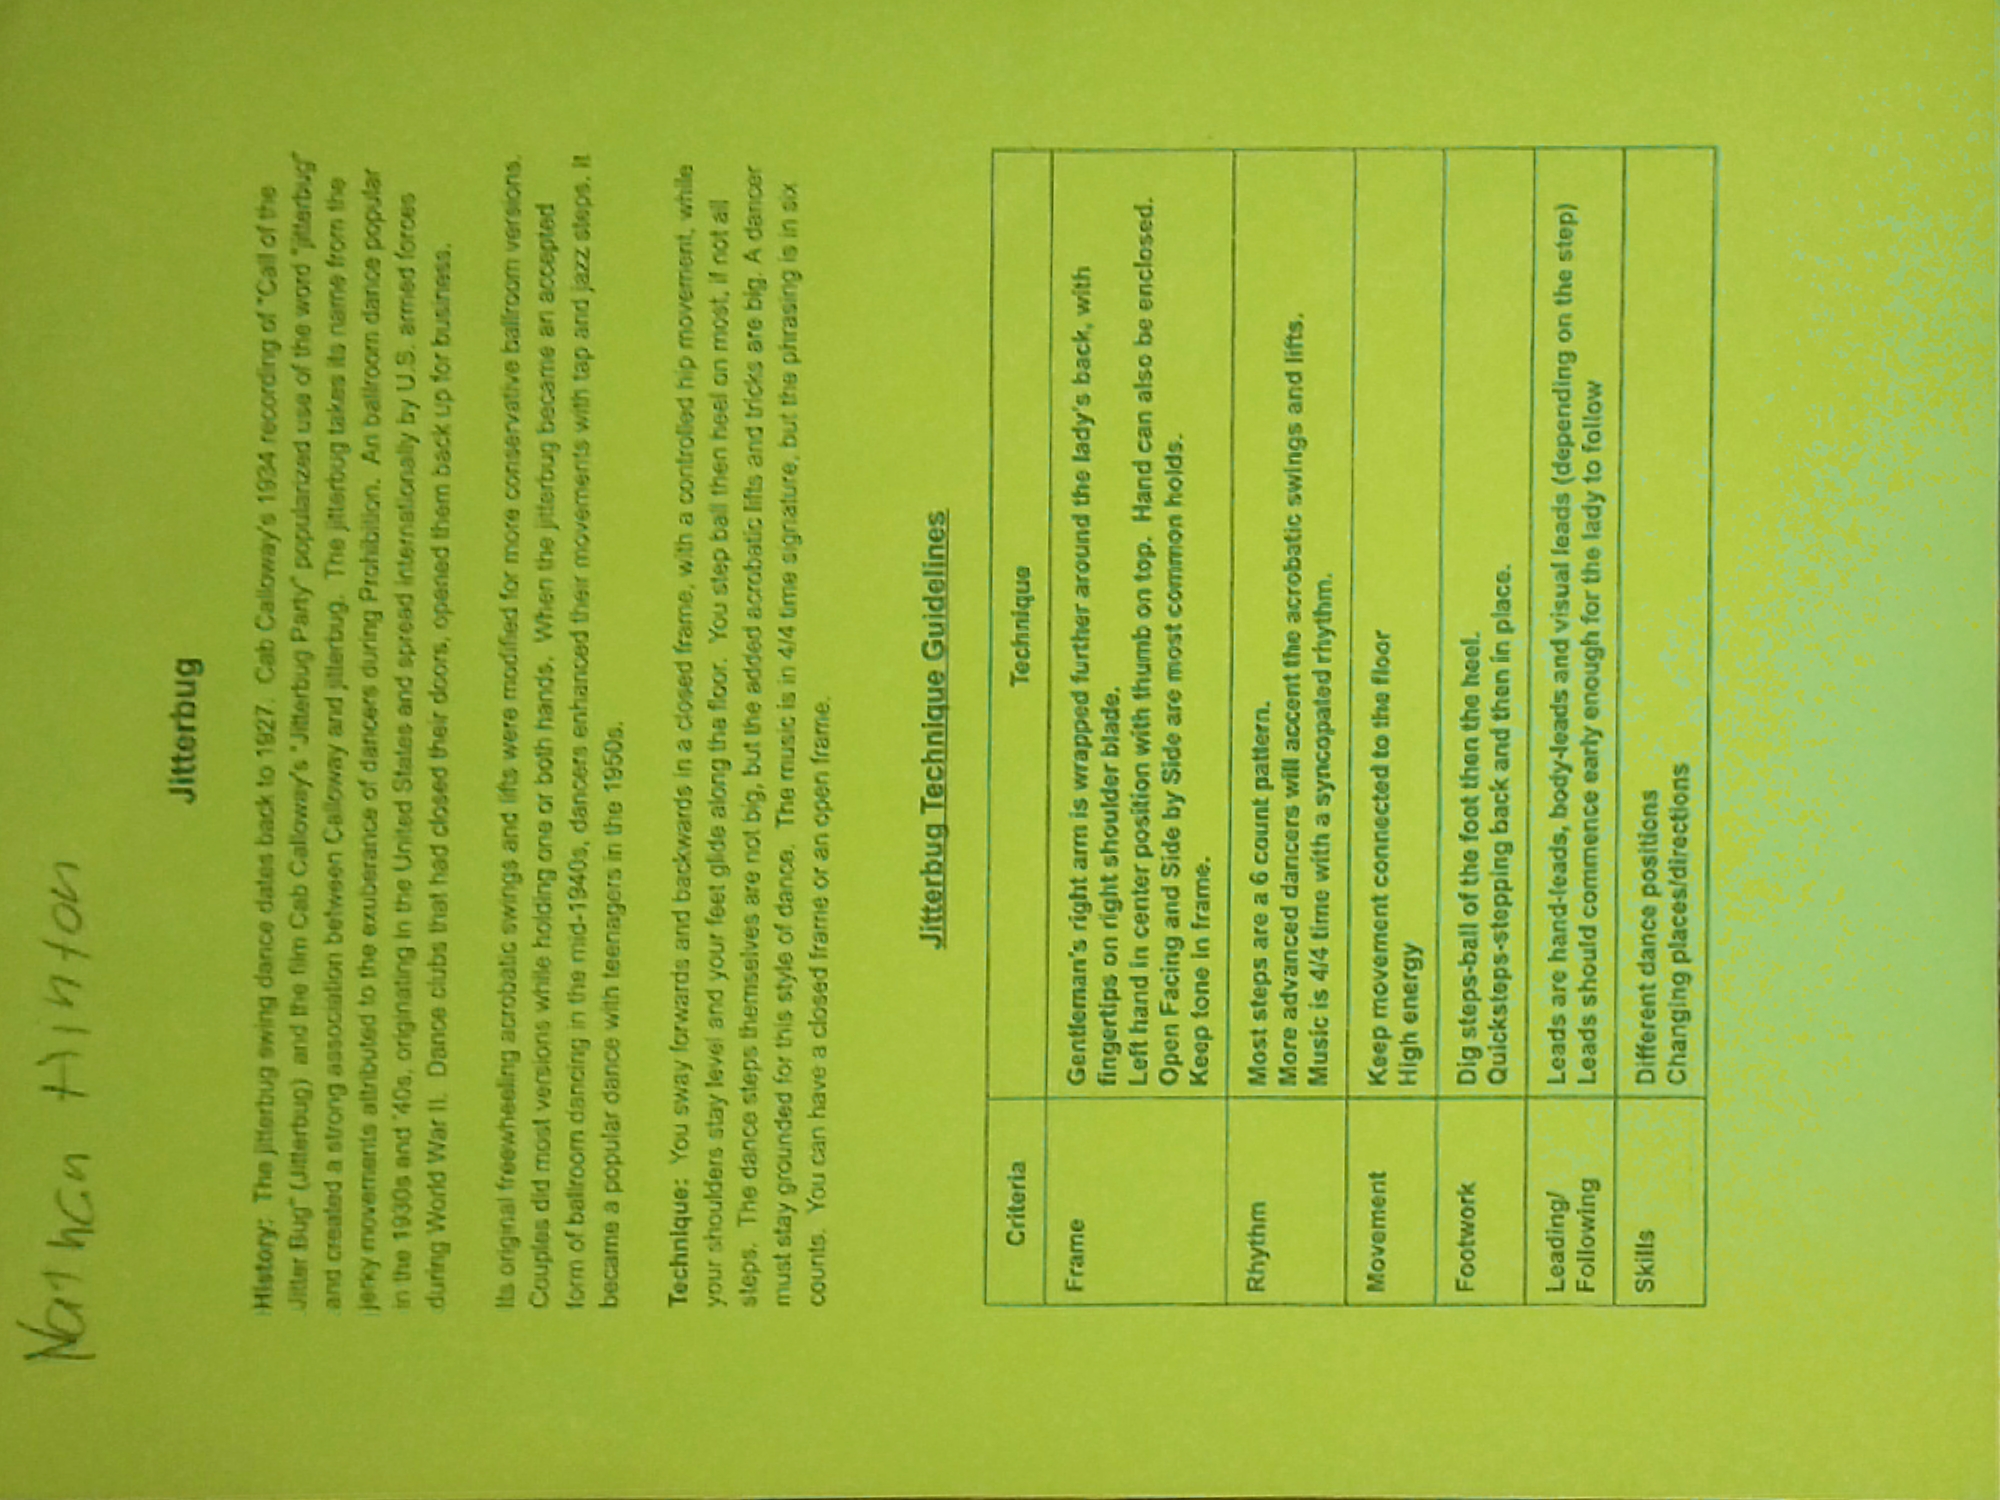 Nathan Hinton
Jitterbug
History: The jitterbug swing dance dates back to 1927. Cab Calloway's 1934 recording of "Call of the
Jitter Bug" (Jitterbug) and the film Cab Calloway's "Jitterbug Party" popularized use of the word "jitterbug"
and created a strong association between Calloway and jitterbug. The jitterbug takes its name from the
jerky movements attributed to the exuberance of dancers during Prohibition. An ballroom dance popular
in the 1930s and '40s, originating in the United States and spread internationally by U.S. armed forces
during World War II. Dance clubs that had closed their doors, opened them back up for business.
Its original freewheeling acrobatic swings and lifts were modified for more conservative ballroom versions.
Couples did most versions while holding one or both hands. When the jitterbug became an accepted
form of ballroom dancing in the mid-1940s, dancers enhanced their movements with tap and jazz steps. It
became a popular dance with teenagers in the 1950s.
Technique: You sway forwards and backwards in a closed frame, with a controlled hip movement, while
your shoulders stay level and your feet glide along the floor. You step ball then heel on most, if not all
steps. The dance steps themselves are not big, but the added acrobatic lifts and tricks are big. A dancer
must stay grounded for this style of dance. The music is in 4/4 time signature, but the phrasing is in six
counts. You can have a closed frame or an open frame.
Jitterbug Technique Guidelines
Criteria Technique
Frame Gentleman's right arm is wrapped further around the lady's back, with
fingertips on right shoulder blade.
Left hand in center position with thumb on top. Hand can also be enclosed.
Open Facing and Side by Side are most common holds.
Keep tone in frame.
Rhythm Most steps are a 6 count pattern.
More advanced dancers will accent the acrobatic swings and lifts.
Music is 4/4 time with a syncopated rhythm.
Movement Keep movement connected to the floor
High energy
Footwork Dig steps-ball of the foot then the heel.
Quicksteps-stepping back and then in place.
Leading/ Leads are hand-leads, body-leads and visual leads (depending on the step)
Following Leads should commence early enough for the lady to follow
Skills Different dance positions
Changing places/directions